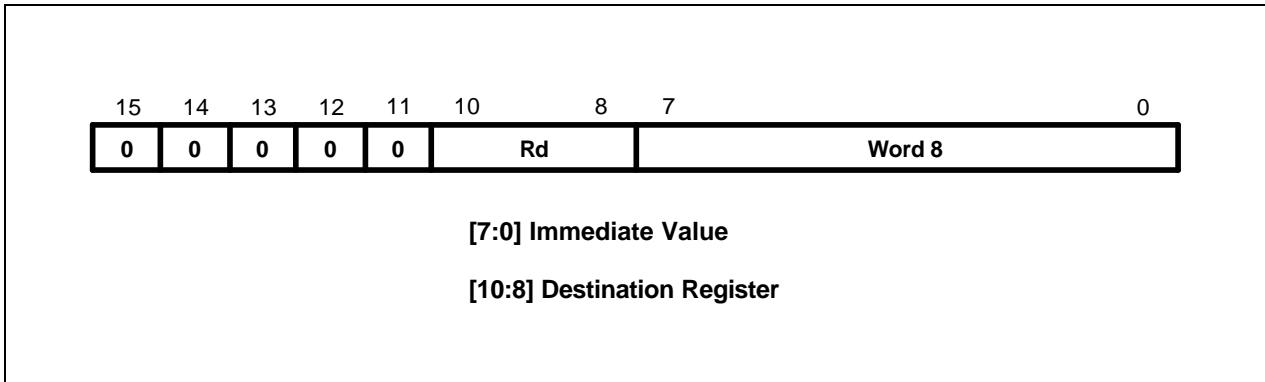 15 14 13 12 11 10 8 7 0
0 0 0 0 0 Rd Word 8
[7:0] Immediate Value
[10:8] Destination Register